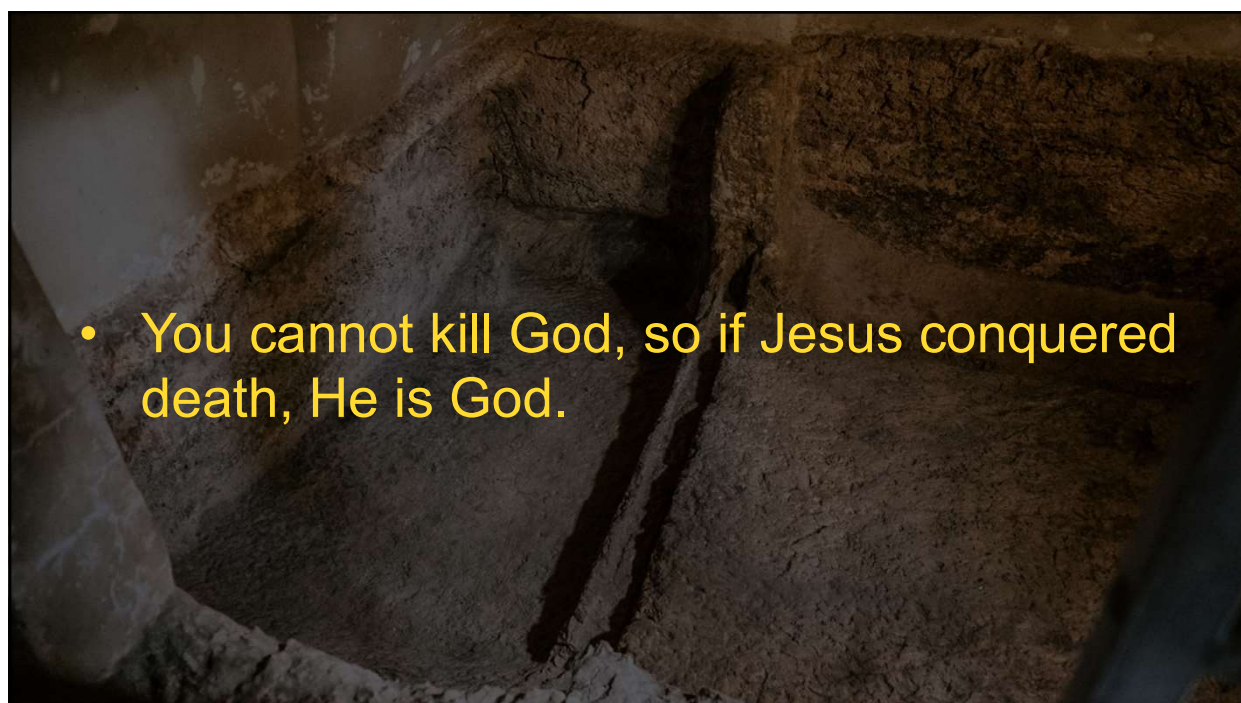 • You cannot kill God, so if Jesus conquered
death, He is God.